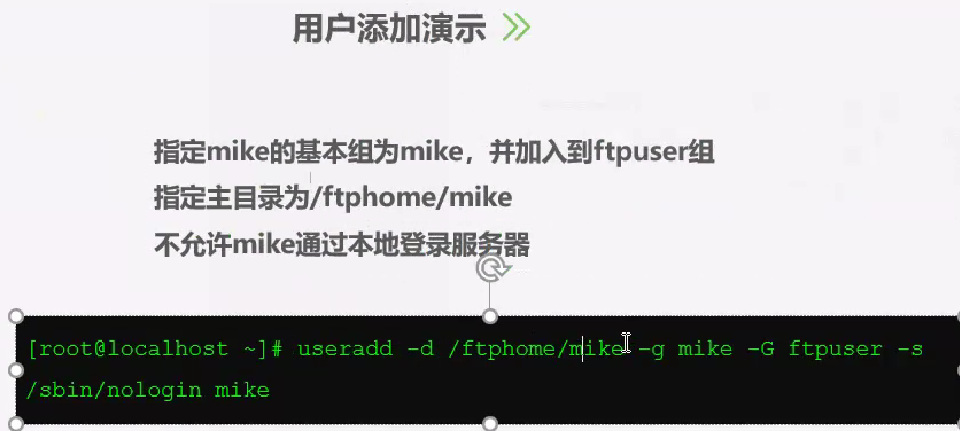 用户添加演示
指定mike的基本组为mike，并加入到ftpuser组
指定主目录为/ftphome/mike
不允许mike通过本地登录服务器
[root@localhost ~]# useradd -d /ftphome/mike -g mike -G ftpuser -s
/sbin/nologin mike